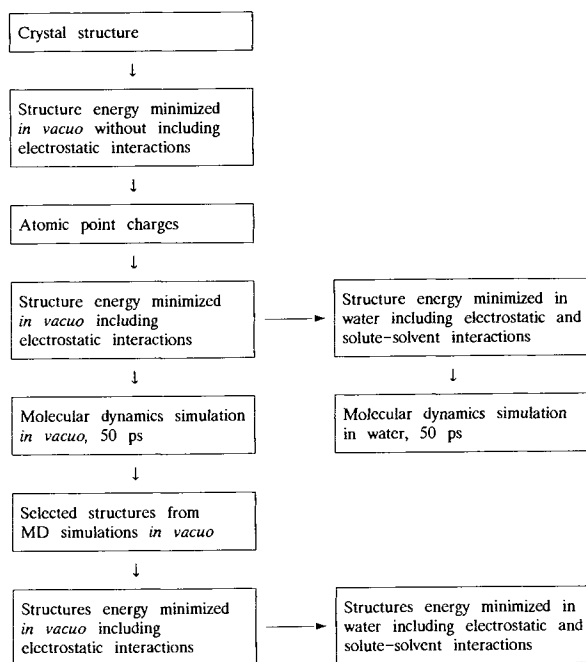 Crystal structure
↓
Structure energy minimized
in vacuo without including
electrostatic interactions
↓
Atomic point charges
↓
Structure energy minimized
in vacuo including
electrostatic interactions
Structure energy minimized in
water including electrostatic and
solute-solvent interactions
↓
↓
Molecular dynamics simulation
in vacuo, 50 ps
Molecular dynamics simulation
in water, 50 ps
↓
Selected structures from
MD simulations in vacuo
↓
Structures energy minimized
in vacuo including
electrostatic interactions
Structures energy minimized in
water including electrostatic and
solute-solvent interactions